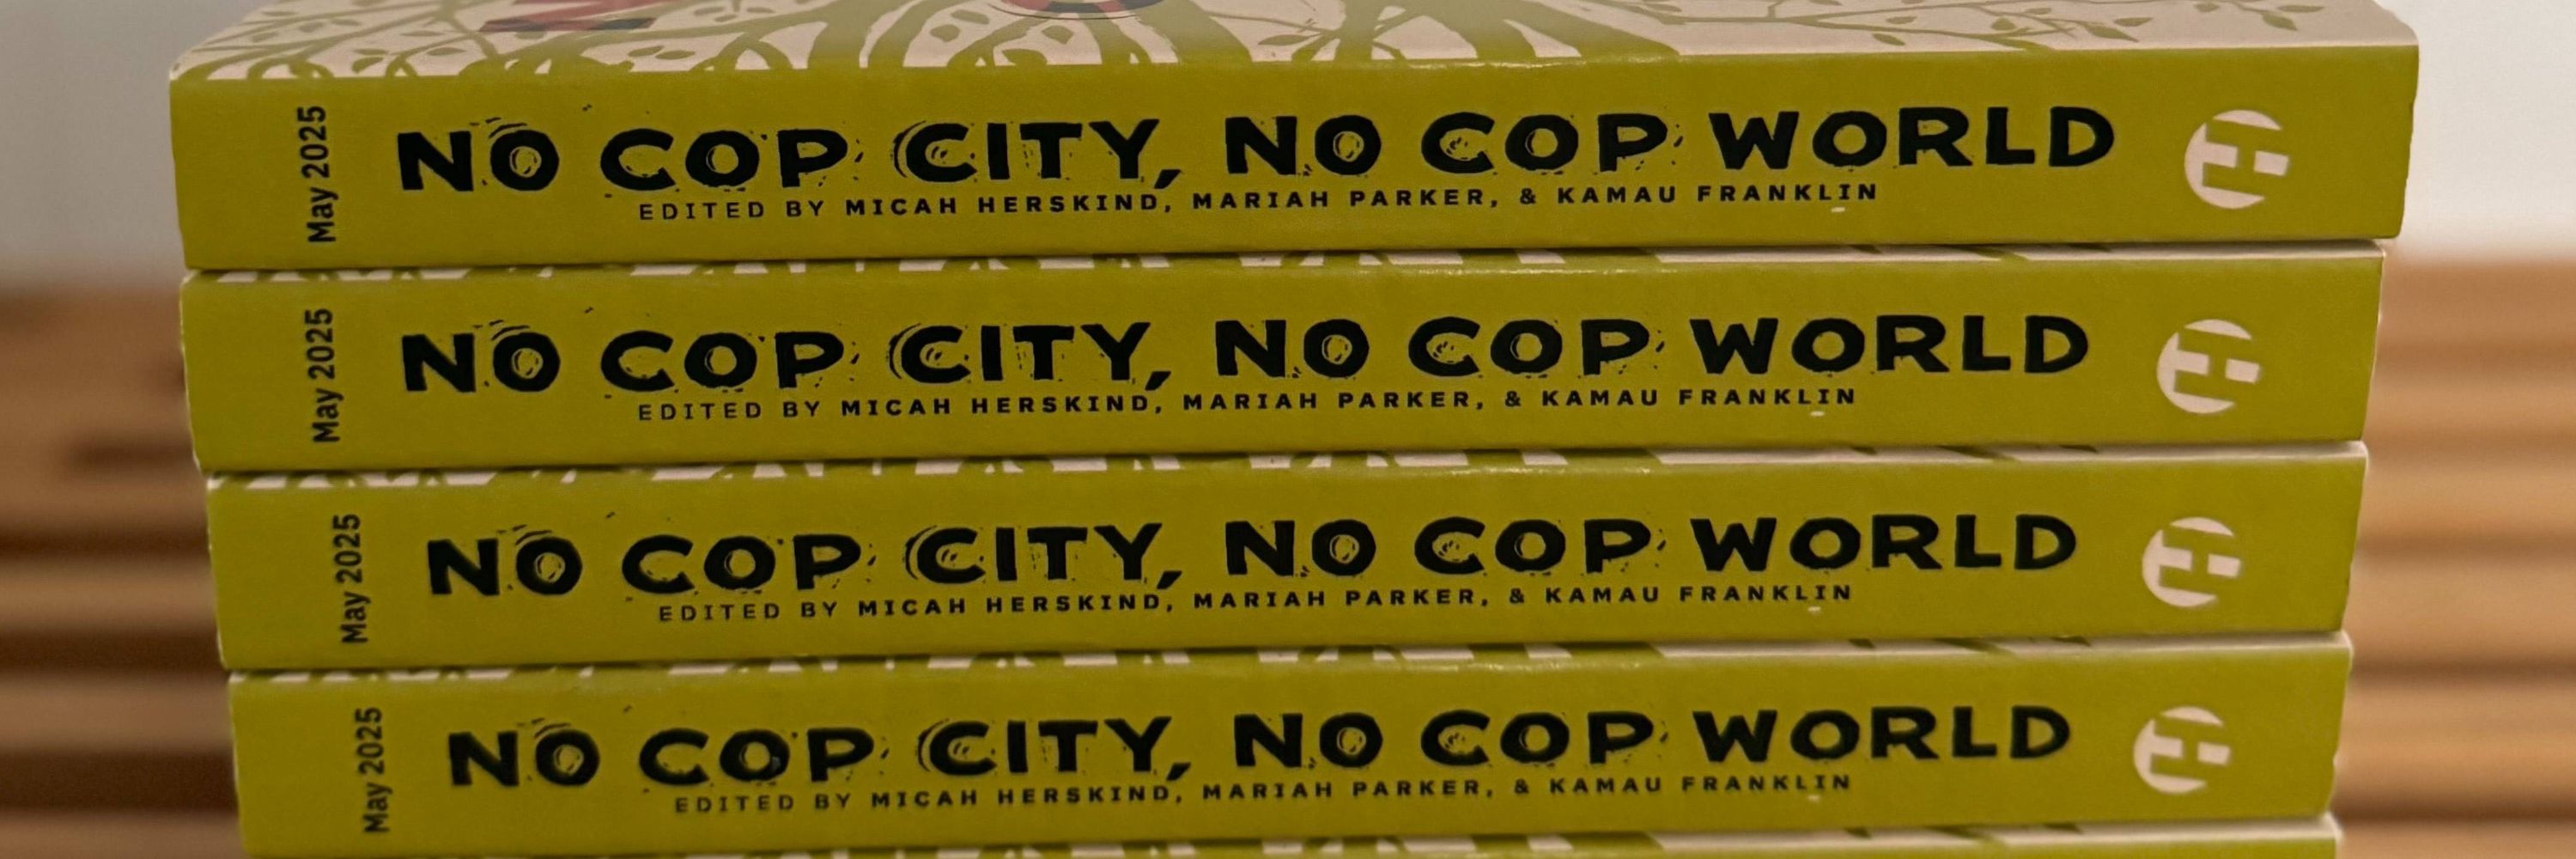 May 2025
NO COP CITY, NO COP WORLD
EDITED BY MICAH HERSKIND, MARIAH PARKER, & KAMAU FRANKLIN
May 2025
NO COP CITY, NO COP WORLD
EDITED BY MICAH HERSKIND, MARIAH PARKER, & KAMAU FRANKLIN
May 2025
NO COP CITY, NO COP WORLD
EDITED BY MICAH HERSKIND, MARIAH PARKER, & KAMAU FRANKLIN
May 2025
NO COP CITY, NO COP WORLD
EDITED BY MICAH HERSKIND, MARIAH PARKER, & KAMAU FRANKLIN